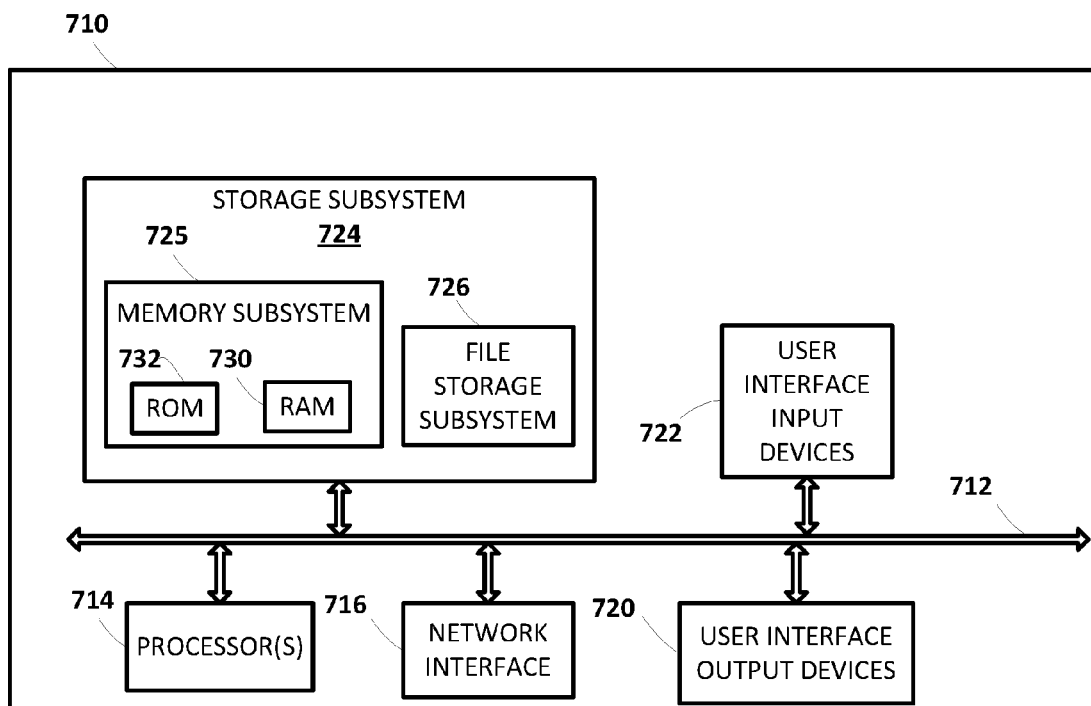 710
STORAGE SUBSYSTEM
724
725
MEMORY SUBSYSTEM
732
730
ROM
RAM
726
FILE
STORAGE
SUBSYSTEM
USER
INTERFACE
INPUT
DEVICES
722
712
714
PROCESSOR(S)
716
NETWORK
INTERFACE
720
USER INTERFACE
OUTPUT DEVICES